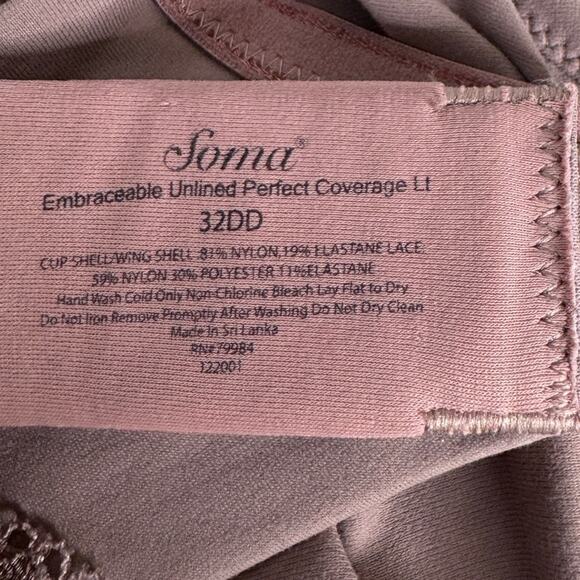 Soma®
Embraceable Unlined Perfect Coverage Lt
32DD
CUP SHELL/WING SHELL :81% NYLON,19% ELASTANE LACE:
59% NYLON 30% POLYESTER 11%ELASTANE
Hand Wash Cold Only Non-Chlorine Bleach Lay Flat to Dry
Do Not Iron Remove Promptly After Washing Do Not Dry Clean
Made In Sri Lanka
RN#79984
122001